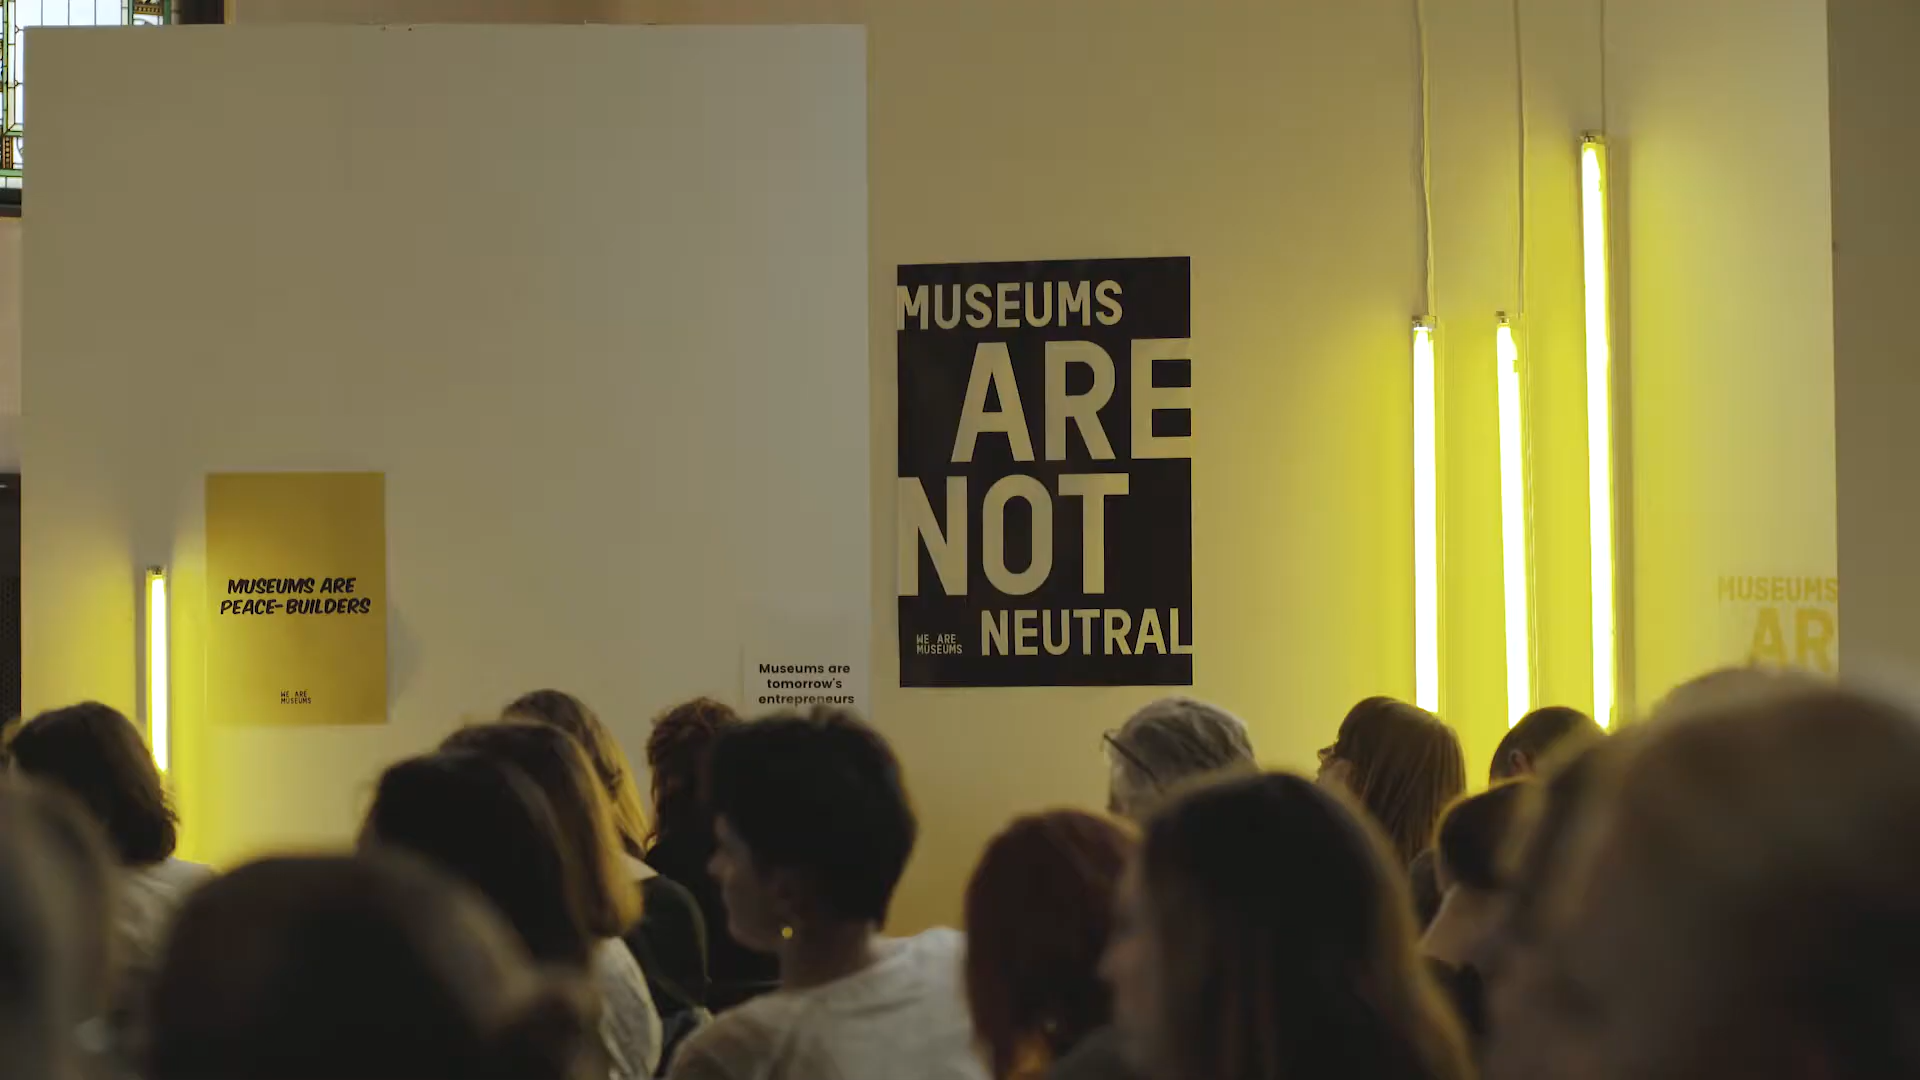 MUSEUMS ARE
PEACE-BUILDERS
WE ARE
MUSEUMS
Museums are
tomorrow's
entrepreneurs
MUSEUMS
ARE
NOT
NEUTRAL
WE ARE
MUSEUMS
MUSEUMS
AR